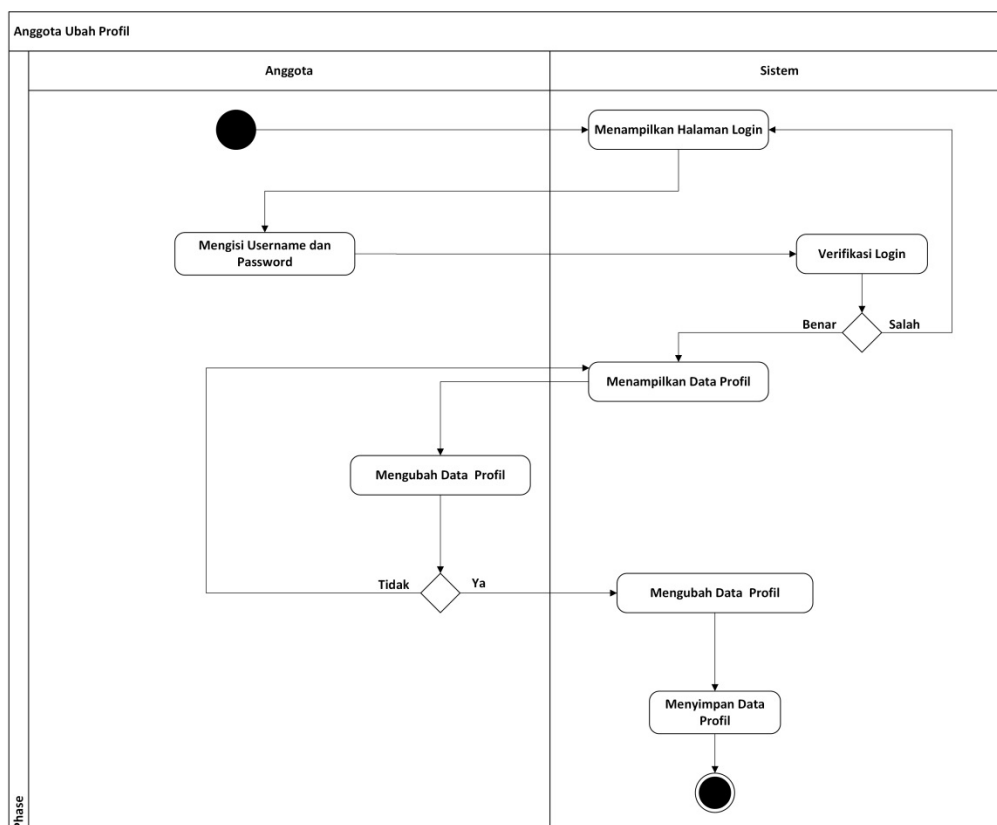 Anggota Ubah Profil
Anggota
Sistem
Menampilkan Halaman Login
Mengisi Username dan
Password
Verifikasi Login
Benar
Salah
Menampilkan Data Profil
Mengubah Data Profil
Tidak
Ya
Mengubah Data Profil
Menyimpan Data
Profil
Phase